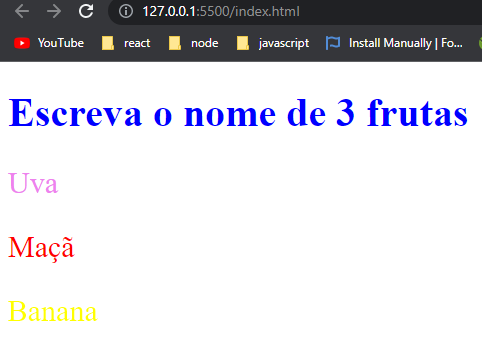 127.0.0.1:5500/index.html
YouTube react node javascript Install Manually | Fo...
Escreva o nome de 3 frutas
Uva
Maçã
Banana